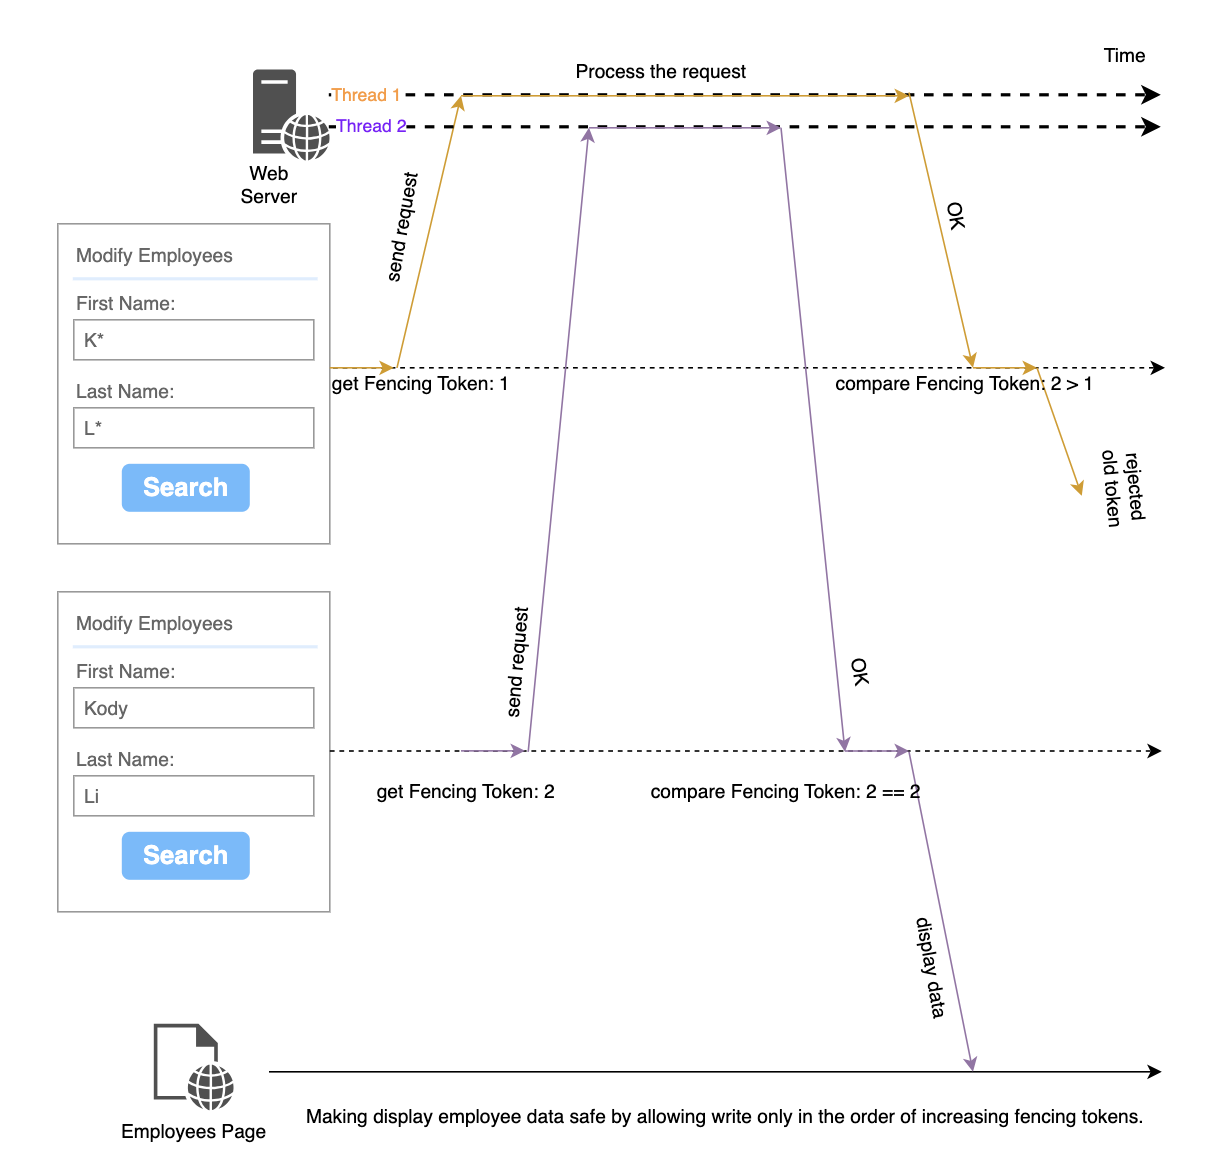 Time
Process the request
Thread 1
Thread 2
Web
Server
send request
OK
Modify Employees
First Name:
K*
Last Name:
L*
Search
get Fencing Token: 1
compare Fencing Token: 2 > 1
rejected
old token
Modify Employees
First Name:
Kody
Last Name:
Li
Search
send request
OK
get Fencing Token: 2
compare Fencing Token: 2 == 2
display data
Employees Page
Making display employee data safe by allowing write only in the order of increasing fencing tokens.